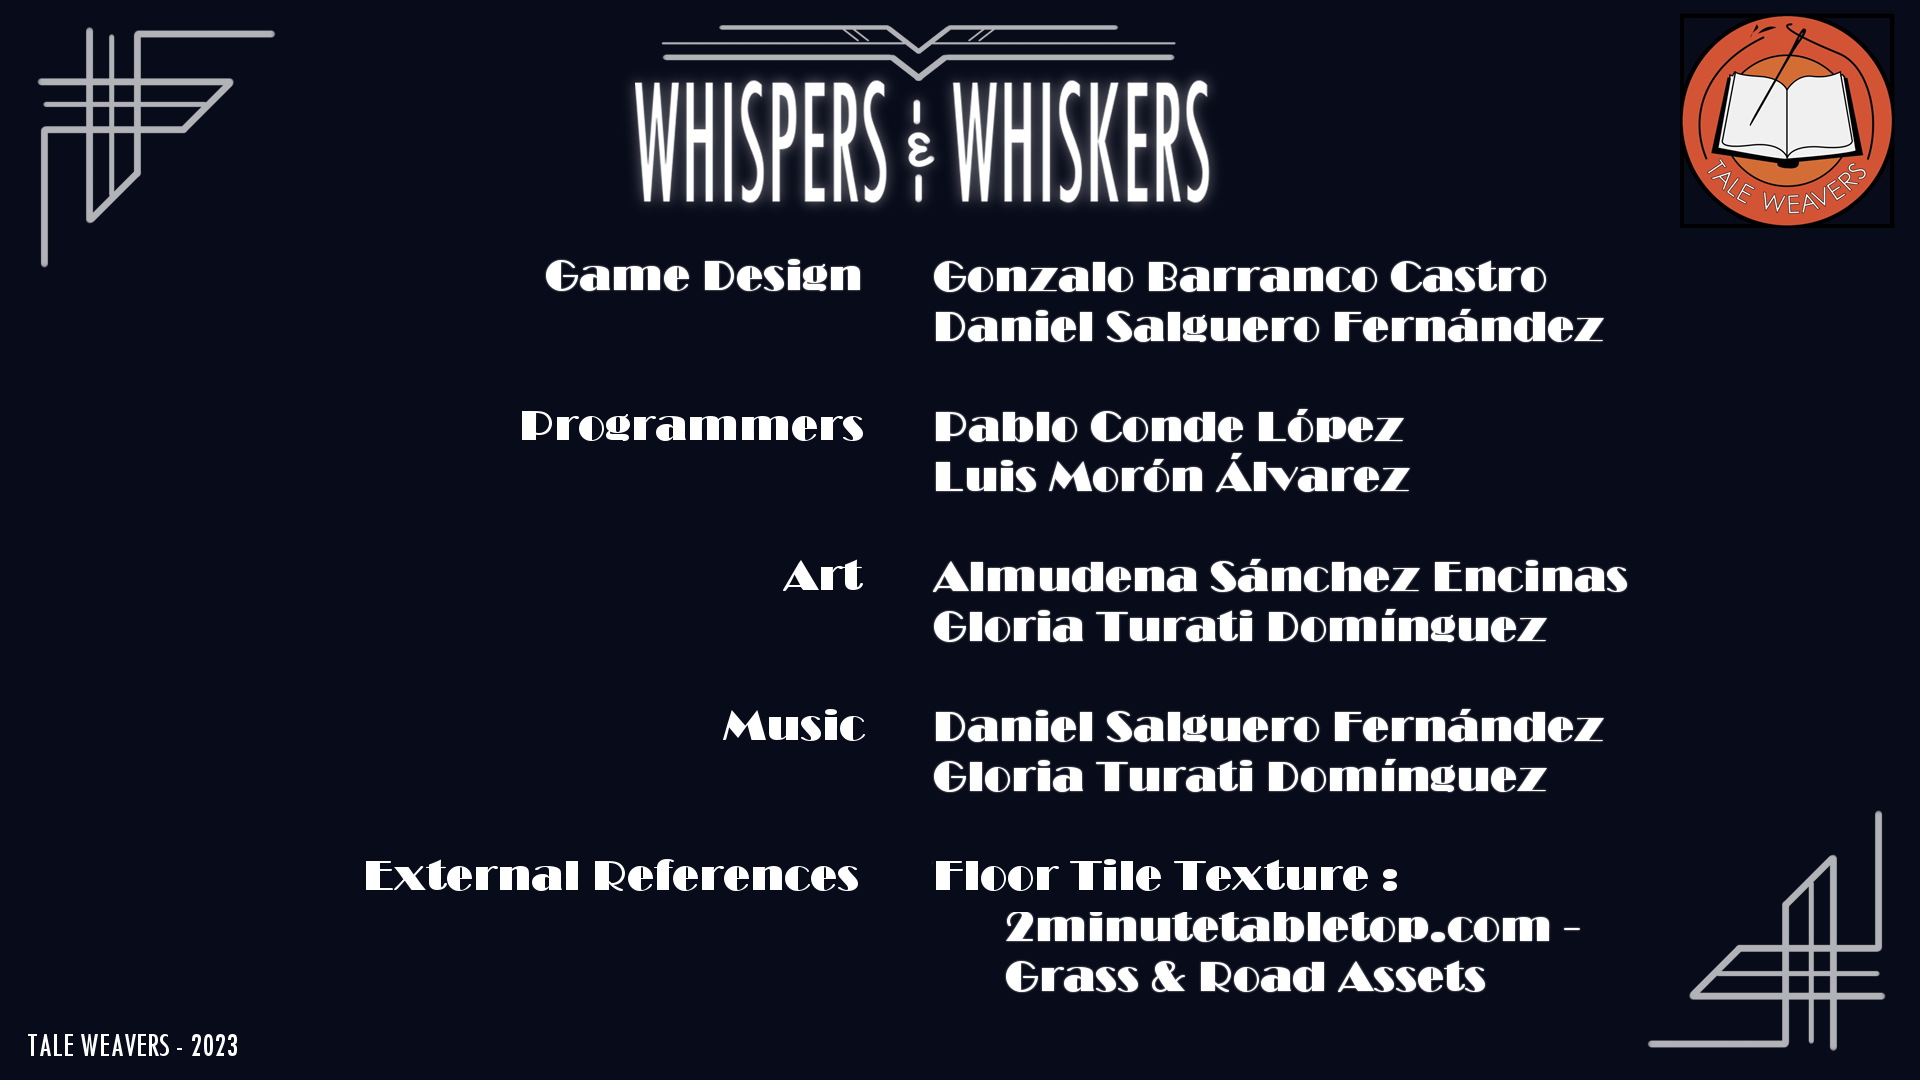 WHISPERS & WHISKERS
TALE WEAVERS
Game Design
Gonzalo Barranco Castro
Daniel Salguero Fernández
Programmers
Pablo Conde López
Luis Morón Álvarez
Art
Almudena Sánchez Encinas
Gloria Turati Domínguez
Music
Daniel Salguero Fernández
Gloria Turati Domínguez
External References
Floor Tile Texture :
2minutetabletop.com -
Grass & Road Assets
TALE WEAVERS - 2023